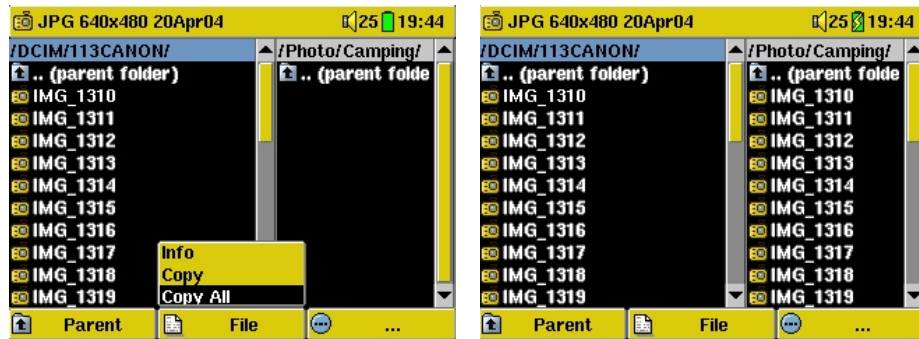 JPG 640x480 20Apr04 25 19:44
/DCIM/113CANON/ /Photo/Camping/
.. (parent folder) .. (parent folde
IMG_1310
IMG_1311
IMG_1312
IMG_1313
IMG_1314
IMG_1315
IMG_1316
IMG_1317
IMG_1318
IMG_1319
Info
Copy
Copy All
Parent File ...
JPG 640x480 20Apr04 25 19:44
/DCIM/113CANON/ /Photo/Camping/
.. (parent folder) .. (parent folde
IMG_1310 IMG_1310
IMG_1311 IMG_1311
IMG_1312 IMG_1312
IMG_1313 IMG_1313
IMG_1314 IMG_1314
IMG_1315 IMG_1315
IMG_1316 IMG_1316
IMG_1317 IMG_1317
IMG_1318 IMG_1318
IMG_1319 IMG_1319
Parent File ...